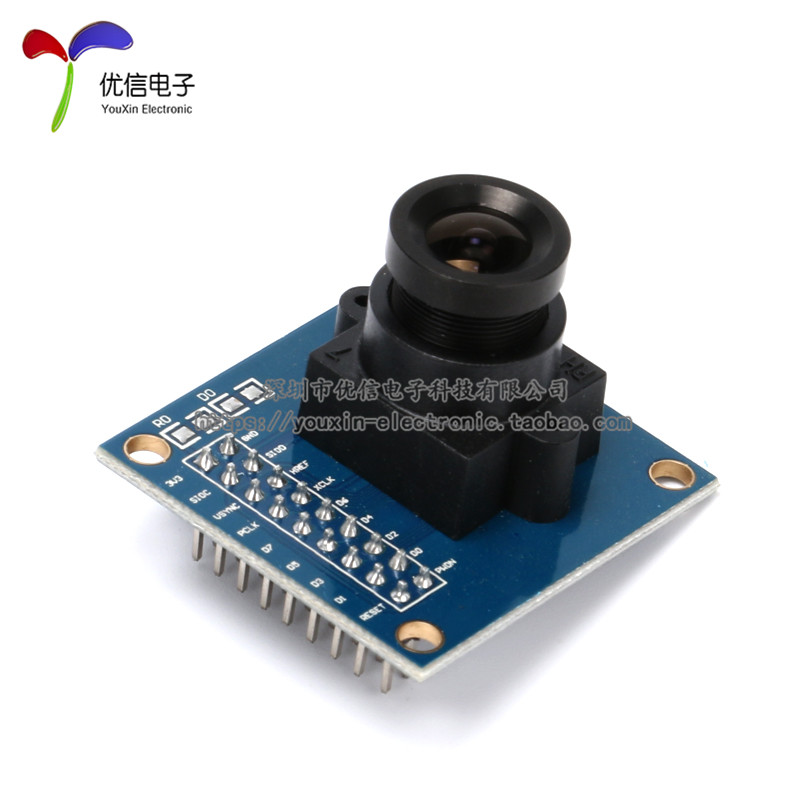 优信电子
YouXin Electronic
深圳市优信电子科技有限公司
https://youxin-electronic.taobao.com
R0
D0
3V3
GND
SIOC
SIOD
VSYNC
HREF
PCLK
XCLK
D7
D6
D5
D4
D3
D2
D1
D0
RESET
PWDN